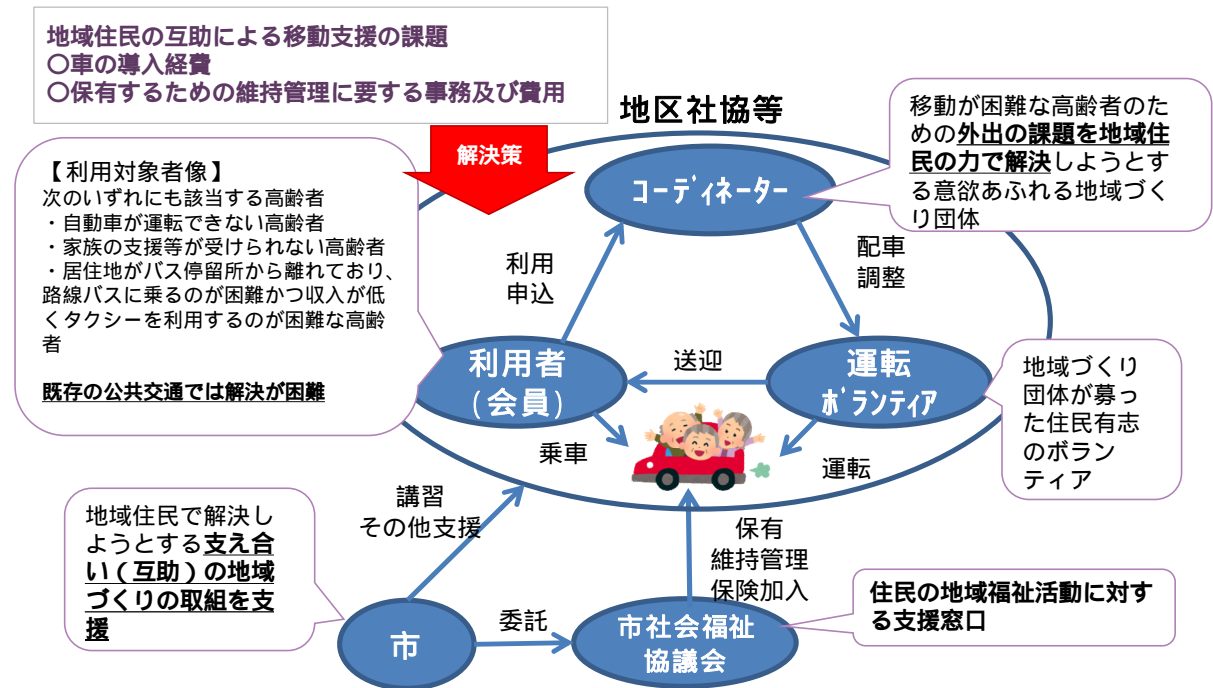 地域住民の互助による移動支援の課題
〇車の導入経費
〇保有するための維持管理に要する事務及び費用
解決策
地区社協等
コーディネーター
移動が困難な高齢者のた
めの外出の課題を地域住
民の力で解決しようとす
る意欲あふれる地域づく
り団体
【利用対象者像】
次のいずれにも該当する高齢者
・自動車が運転できない高齢者
・家族の支援等が受けられない高齢者
・居住地がバス停留所から離れており、
路線バスに乗るのが困難かつ収入が低
くタクシーを利用するのが困難な高齢
者
既存の公共交通では解決が困難
利用
申込
配車
調整
利用者
(会員)
送迎
運転
ボランティア
地域づくり
団体が募っ
た住民有志
のボラン
ティア
乗車
運転
講習
その他支援
保有
維持管理
保険加入
地域住民で解決し
ようとする支え合
い（互助）の地域
づくりの取組を支
援
市
委託
市社会福祉
協議会
住民の地域福祉活動に対す
る支援窓口